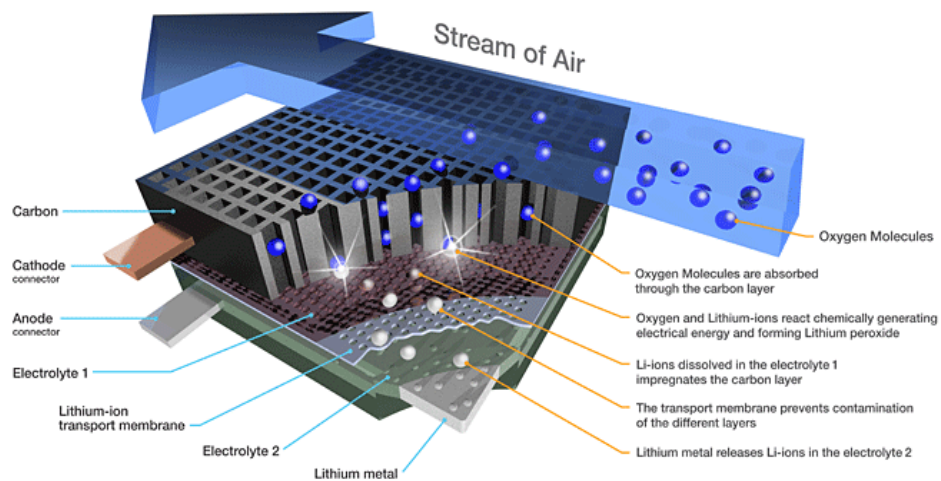 Stream of Air
Carbon
Cathode
connector
Anode
connector
Electrolyte 1
Lithium-ion
transport membrane
Electrolyte 2
Lithium metal
Oxygen Molecules
Oxygen Molecules are absorbed
through the carbon layer
Oxygen and Lithium-ions react chemically generating
electrical energy and forming Lithium peroxide
Li-ions dissolved in the electrolyte 1
impregnates the carbon layer
The transport membrane prevents contamination
of the different layers
Lithium metal releases Li-ions in the electrolyte 2